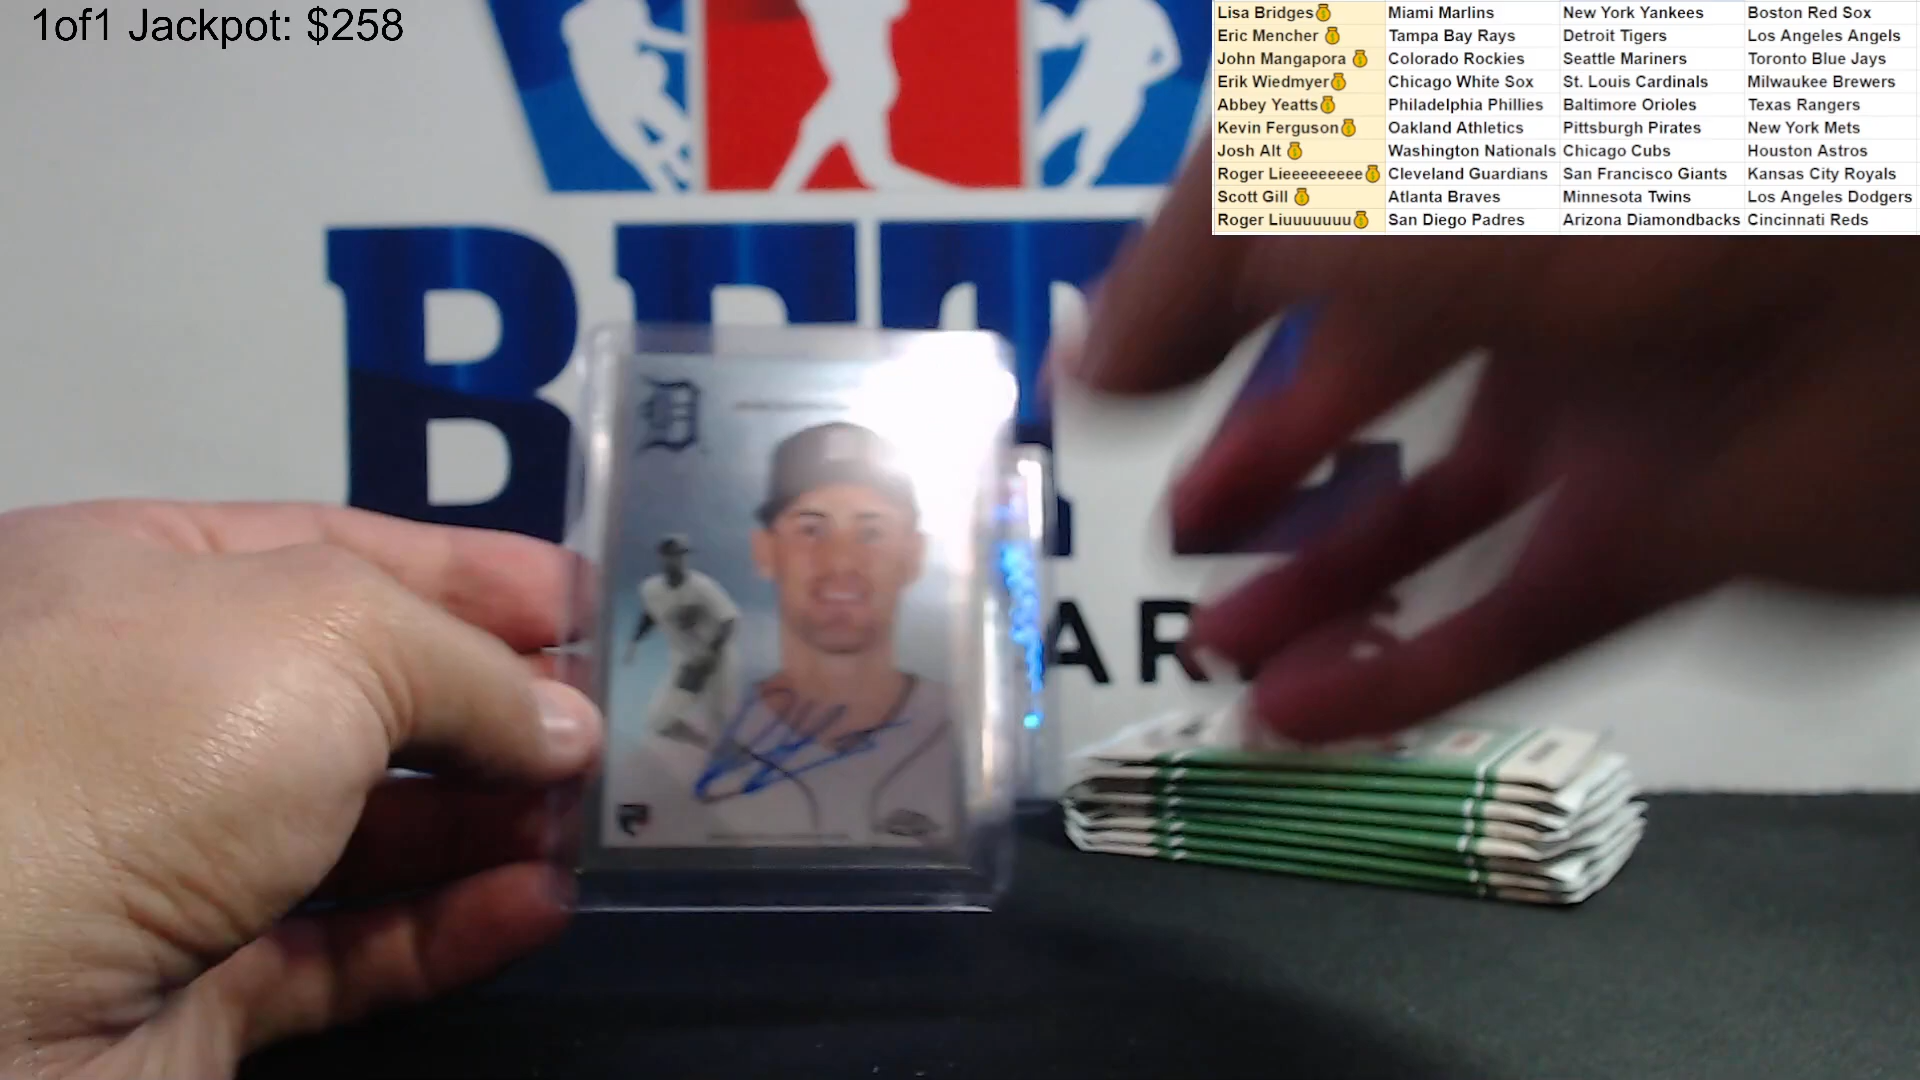 1of1 Jackpot: $258
Lisa Bridges Miami Marlins New York Yankees Boston Red Sox
Eric Mencher Tampa Bay Rays Detroit Tigers Los Angeles Angels
John Mangapora Colorado Rockies Seattle Mariners Toronto Blue Jays
Erik Wiedmyer Chicago White Sox St. Louis Cardinals Milwaukee Brewers
Abbey Yeatts Philadelphia Phillies Baltimore Orioles Texas Rangers
Kevin Ferguson Oakland Athletics Pittsburgh Pirates New York Mets
Josh Alt Washington Nationals Chicago Cubs Houston Astros
Roger Lieeeeeeeee Cleveland Guardians San Francisco Giants Kansas City Royals
Scott Gill Atlanta Braves Minnesota Twins Los Angeles Dodgers
Roger Liuuuuuuu San Diego Padres Arizona Diamondbacks Cincinnati Reds
D